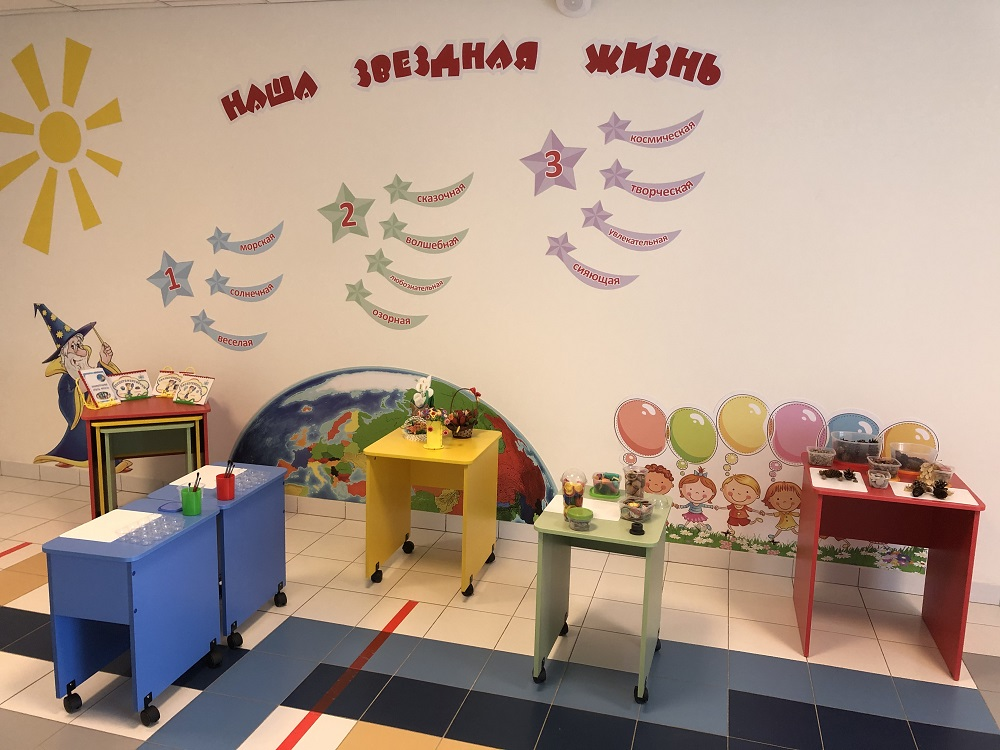 НАША ЗВЕЗДНАЯ ЖИЗНЬ
1
морская
солнечная
веселая
2
сказочная
волшебная
любознательная
озорная
3
космическая
творческая
увлекательная
сияющая